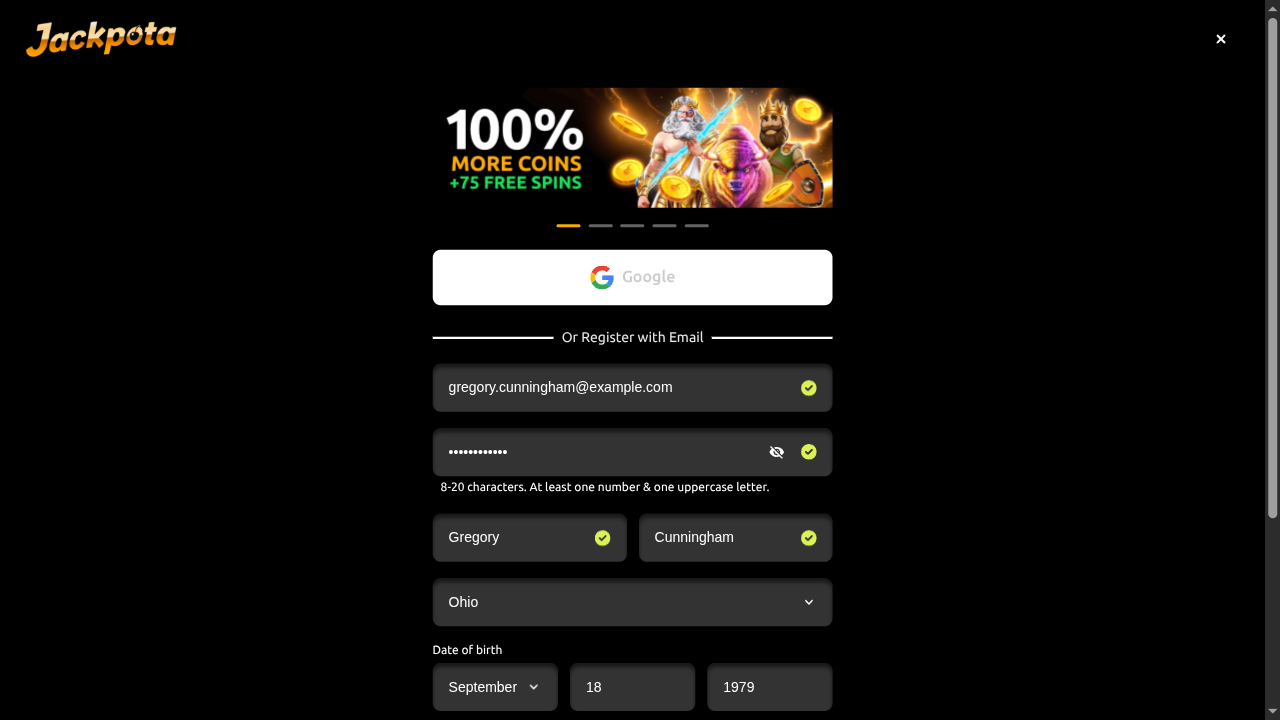 Jackpota
100%
MORE COINS
+75 FREE SPINS
Google
Or Register with Email
gregory.cunningham@example.com
••••••••••••
8-20 characters. At least one number & one uppercase letter.
Gregory
Cunningham
Ohio
Date of birth
September
18
1979